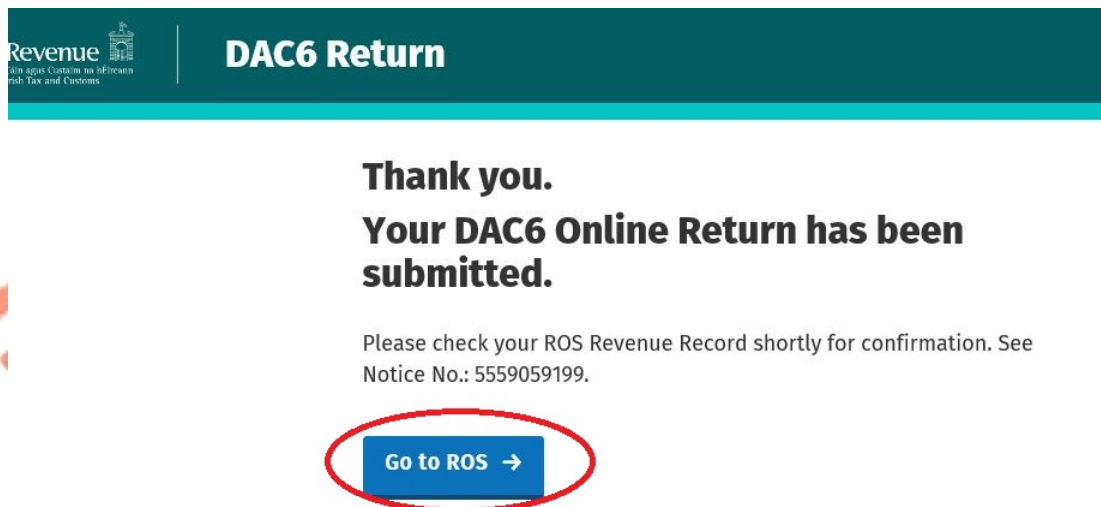 Revenue
Cáin agus Custaim na hÉireann
Irish Tax and Customs
DAC6 Return
Thank you.
Your DAC6 Online Return has been
submitted.
Please check your ROS Revenue Record shortly for confirmation. See
Notice No.: 5559059199.
Go to ROS →